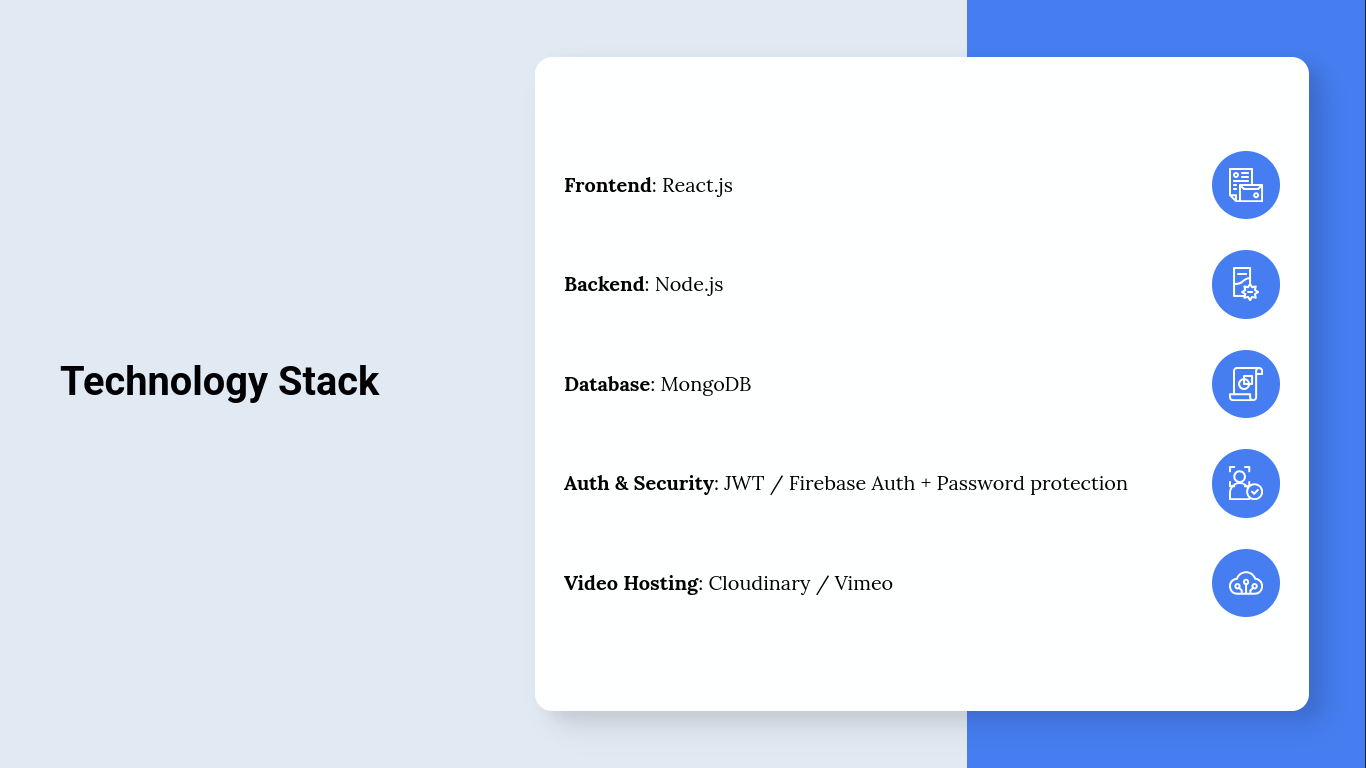 Technology Stack
Frontend: React.js
Backend: Node.js
Database: MongoDB
Auth & Security: JWT / Firebase Auth + Password protection
Video Hosting: Cloudinary / Vimeo